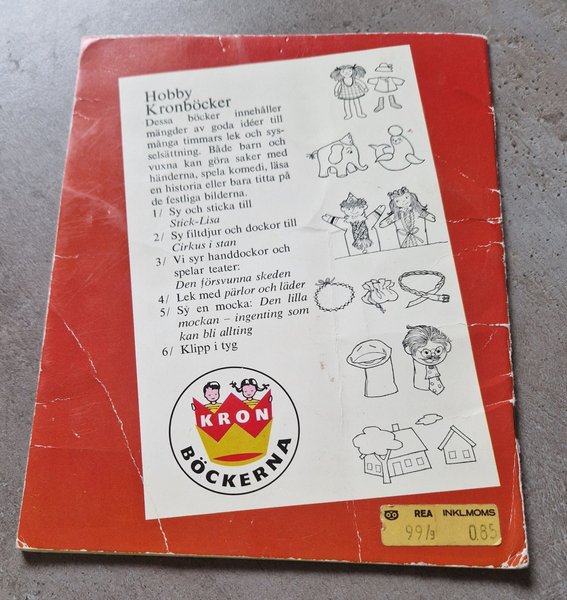 Hobby
Kronböcker
Dessa böcker innehåller
mängder av goda idéer till
många timmars lek och sys-
selsättning. Både barn och
vuxna kan göra saker med
händerna, spela komedi, läsa
en historia eller bara titta på
de festliga bilderna.
1/ Sy och sticka till
Stick-Lisa
2/ Sy filtdjur och dockor till
Cirkus i stan
3/ Vi syr handdockor och
spelar teater:
Den försvunna skeden
4/ Lek med pärlor och läder
5/ Sy en mocka: Den lilla
mockan – ingenting som
kan bli allting
6/ Klipp i tyg
KRON
BÖCKERNA
REA INKL.MOMS
99/9 0.85